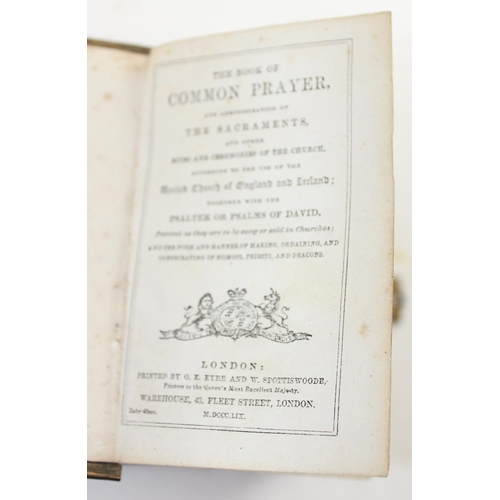 THE BOOK OF
COMMON PRAYER,
AND ADMINISTRATION OF
THE SACRAMENTS,
AND OTHER
RITES AND CEREMONIES OF THE CHURCH,
ACCORDING TO THE USE OF THE
United Church of England and Ireland;
TOGETHER WITH THE
PSALTER OR PSALMS OF DAVID,
Pointed as they are to be sung or said in Churches;
AND THE FORM AND MANNER OF MAKING, ORDAINING, AND
CONSECRATING OF BISHOPS, PRIESTS, AND DEACONS.
LONDON:
PRINTED BY G. E. EYRE AND W. SPOTTISWOODE,
Printers to the Queen's Most Excellent Majesty.
WAREHOUSE, 43, FLEET STREET, LONDON.
Ruby 32mo.
M.DCCC.LIX.